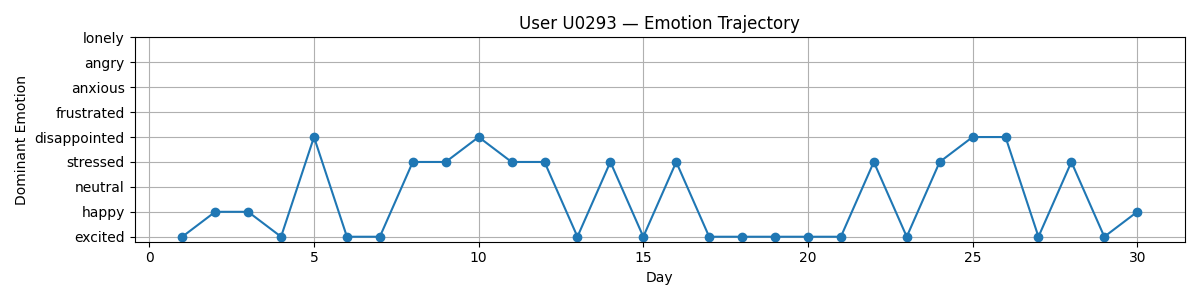 User U0293 — Emotion Trajectory
lonely
angry
anxious
frustrated
disappointed
stressed
neutral
happy
excited
Dominant Emotion
0 5 10 15 20 25 30
Day